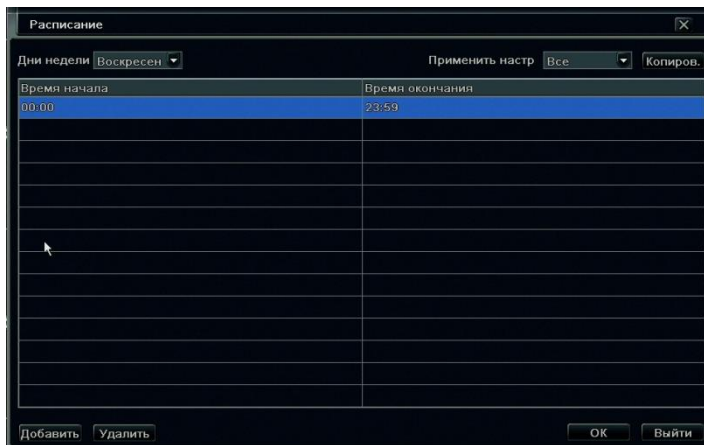 Расписание
Дни недели Воскресен Применить настр Все Копиров.
Время начала Время окончания
00:00 23:59
Добавить Удалить ОК Выйти